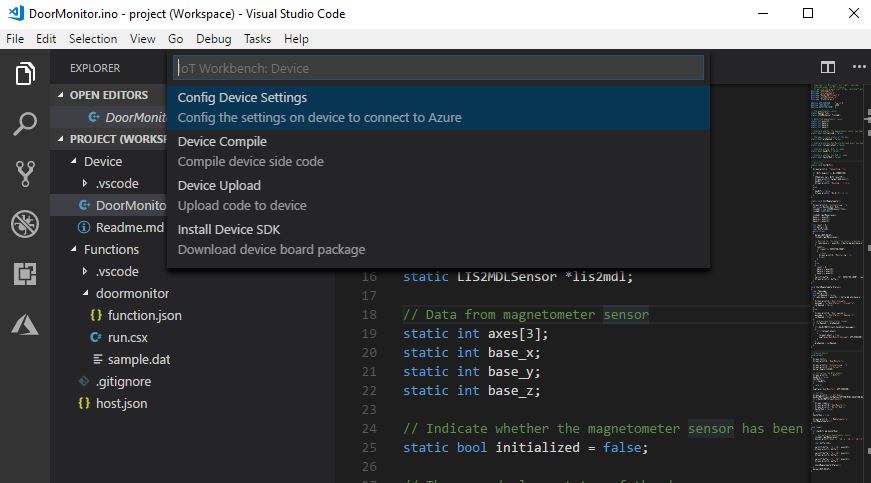 DoorMonitor.ino - project (Workspace) - Visual Studio Code
File Edit Selection View Go Debug Tasks Help
EXPLORER
OPEN EDITORS
DoorMonit
PROJECT (WORKSP
Device
.vscode
DoorMonito
Readme.md
Functions
.vscode
doormonitor
function.json
run.csx
sample.dat
.gitignore
host.json
IoT Workbench: Device
Config Device Settings
Config the settings on device to connect to Azure
Device Compile
Compile device side code
Device Upload
Upload code to device
Install Device SDK
Download device board package
16 static LIS2MDLSensor *lis2mdl;
17
18 // Data from magnetometer sensor
19 static int axes[3];
20 static int base_x;
21 static int base_y;
22 static int base_z;
23
24 // Indicate whether the magnetometer sensor has been
25 static bool initialized = false;
26